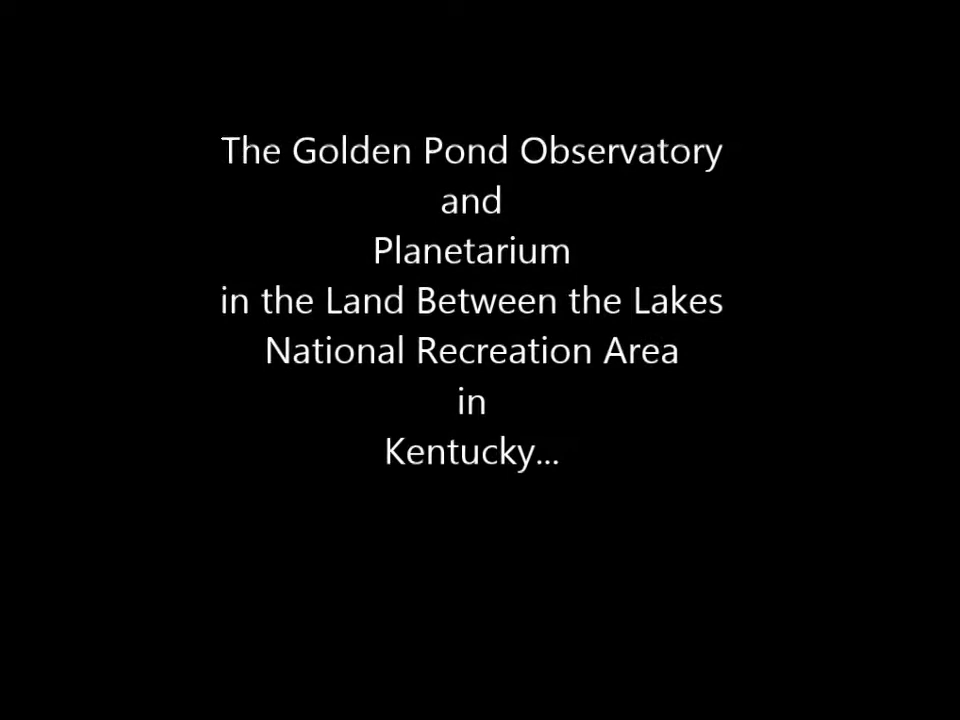 The Golden Pond Observatory
and
Planetarium
in the Land Between the Lakes
National Recreation Area
in
Kentucky...